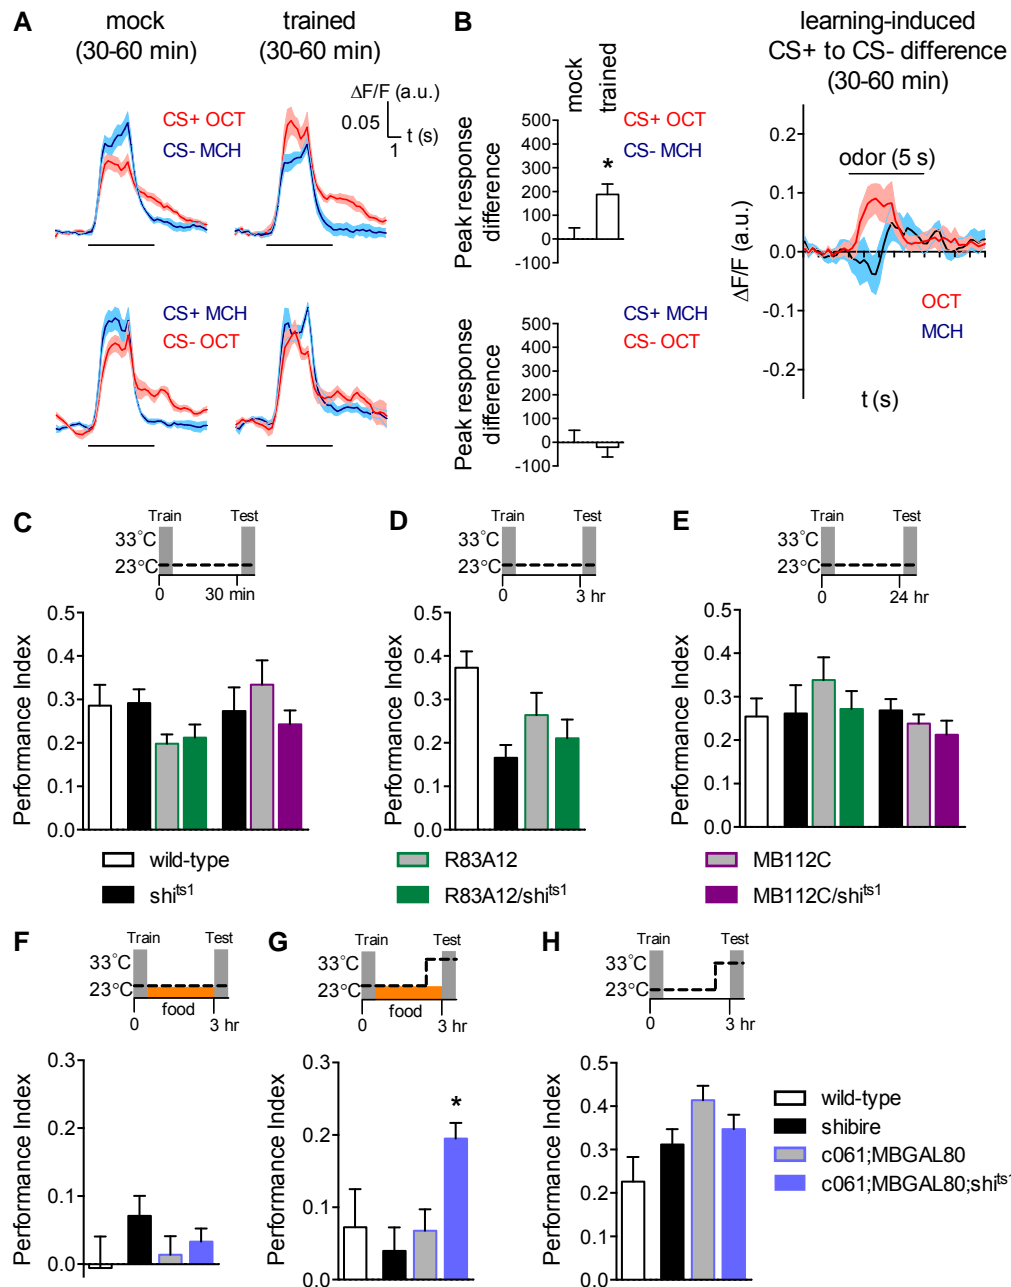 A
mock
(30-60 min)
trained
(30-60 min)
ΔF/F (a.u.)
0.05
t (s)
1
CS+ OCT
CS- MCH
CS+ MCH
CS- OCT
B
mock
trained
Peak response
difference
500
400
300
200
100
0
-100
*
CS+ OCT
CS- MCH
Peak response
difference
500
400
300
200
100
0
-100
CS+ MCH
CS- OCT
learning-induced
CS+ to CS- difference
(30-60 min)
odor (5 s)
ΔF/F (a.u.)
0.2
0.1
0.0
-0.1
-0.2
OCT
MCH
t (s)
C
Train
Test
33°C
23°C
0
30 min
Performance Index
0.5
0.4
0.3
0.2
0.1
0.0
D
Train
Test
33°C
23°C
0
3 hr
Performance Index
0.5
0.4
0.3
0.2
0.1
0.0
E
Train
Test
33°C
23°C
0
24 hr
Performance Index
0.5
0.4
0.3
0.2
0.1
0.0
wild-type
shits1
R83A12
R83A12/shits1
MB112C
MB112C/shits1
F
Train
Test
33°C
23°C
food
0
3 hr
Performance Index
0.3
0.2
0.1
0.0
G
Train
Test
33°C
23°C
food
0
3 hr
Performance Index
0.3
0.2
0.1
0.0
*
H
Train
Test
33°C
23°C
0
3 hr
Performance Index
0.5
0.4
0.3
0.2
0.1
0.0
wild-type
shibire
c061;MBGAL80
c061;MBGAL80;shits1